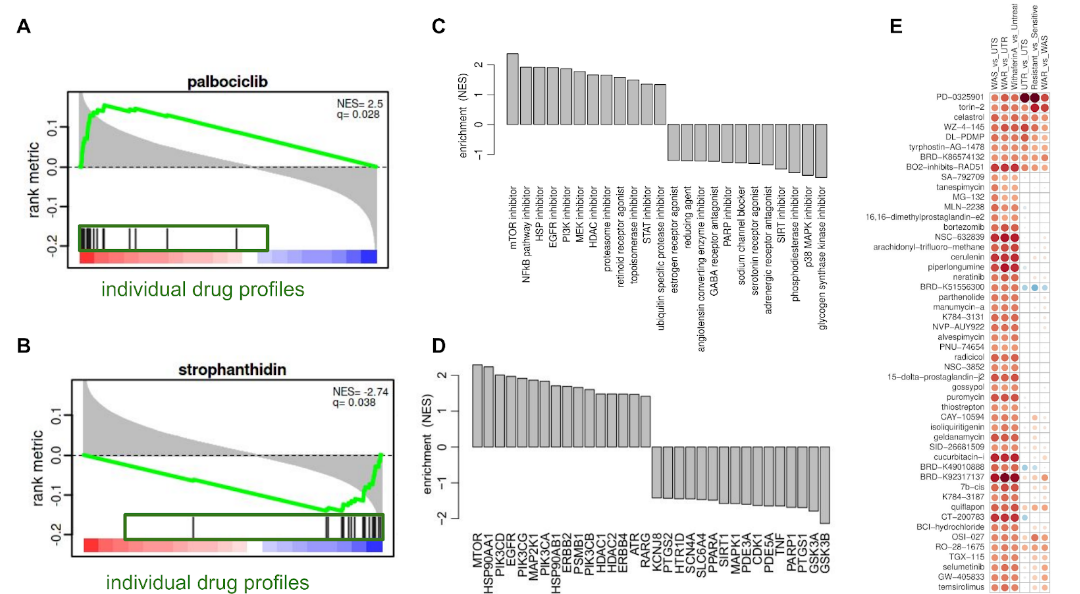 A
palbociclib
NES= 2.5
q= 0.028
rank metric
0.1
0.0
-0.1
-0.2
individual drug profiles
B
strophanthidin
NES= -2.74
q= 0.038
rank metric
0.1
0.0
-0.1
-0.2
individual drug profiles
C
enrichment (NES)
2
1
0
-1
mTOR inhibitor
NFkB pathway inhibitor
HSP inhibitor
EGFR inhibitor
PI3K inhibitor
MEK inhibitor
HDAC inhibitor
proteasome inhibitor
retinoid receptor agonist
topoisomerase inhibitor
STAT inhibitor
ubiquitin specific protease inhibitor
estrogen receptor agonist
reducing agent
angiotensin converting enzyme inhibitor
GABA receptor antagonist
PARP inhibitor
sodium channel blocker
serotonin receptor agonist
adrenergic receptor antagonist
SIRT inhibitor
phosphodiesterase inhibitor
p38 MAPK inhibitor
glycogen synthase kinase inhibitor
D
enrichment (NES)
2
1
0
-1
-2
MTOR
HSP90AA1
PIK3CD
EGFR
PIK3CG
MAP2K1
PIK3CA
HSP90AB1
ERBB2
PSMB1
PIK3CB
HDAC1
HDAC2
ERBB4
ATR
RARG
KCNJ8
PTGS2
HTR1D
SCN4A
SLC6A2
PPARA
SIRT1
MAPK1
PDE3A
CDK1
PDE5A
TNF
PARP1
PTGS1
GSK3A
GSK3B
E
WAS_vs_UTS
WAR_vs_UTR
WithaferinA_vs_Untreat
UTR_vs_UTS
Resistant_vs_Sensitive
WAR_vs_WAS
PD-0325901
torin-2
celastrol
WZ-4-145
DL-PDMP
tyrphostin-AG-1478
BRD-K86574132
BO2-inhibits-RAD51
SA-792709
tanespimycin
MG-132
MLN-2238
16,16-dimethylprostaglandin-e2
bortezomib
NSC-632839
arachidonyl-trifluoro-methane
cerulenin
piperlongumine
neratinib
BRD-K51556300
parthenolide
manumycin-a
K784-3131
NVP-AUY922
alvespimycin
PNU-74654
radicicol
NSC-3852
15-delta-prostaglandin-j2
gossypol
puromycin
thiostrepton
CAY-10594
isoliquiritigenin
geldanamycin
SID-26681509
cucurbitacin-i
BRD-K49010888
BRD-K92317137
7b-cis
K784-3187
quiflapon
CT-200783
BCI-hydrochloride
OSI-027
RO-28-1675
TGX-115
selumetinib
GW-405833
temsirolimus